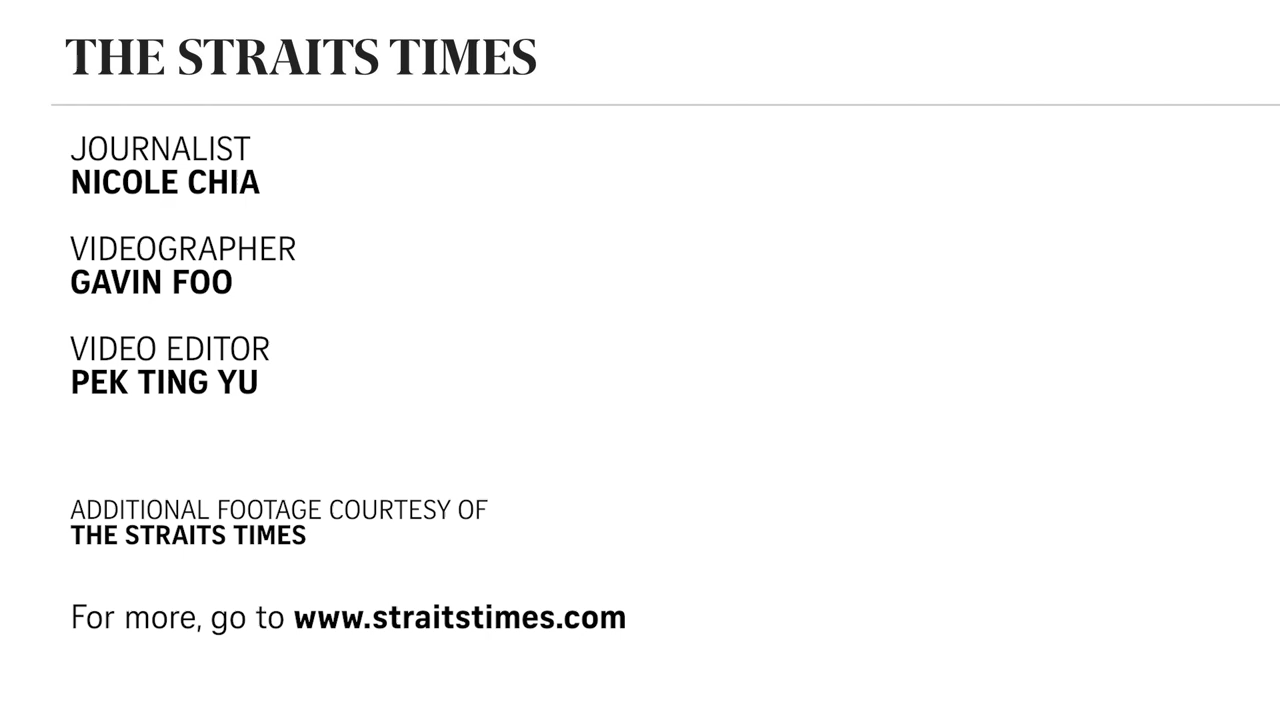 THE STRAITS TIMES
JOURNALIST
NICOLE CHIA
VIDEOGRAPHER
GAVIN FOO
VIDEO EDITOR
PEK TING YU
ADDITIONAL FOOTAGE COURTESY OF
THE STRAITS TIMES
For more, go to www.straitstimes.com